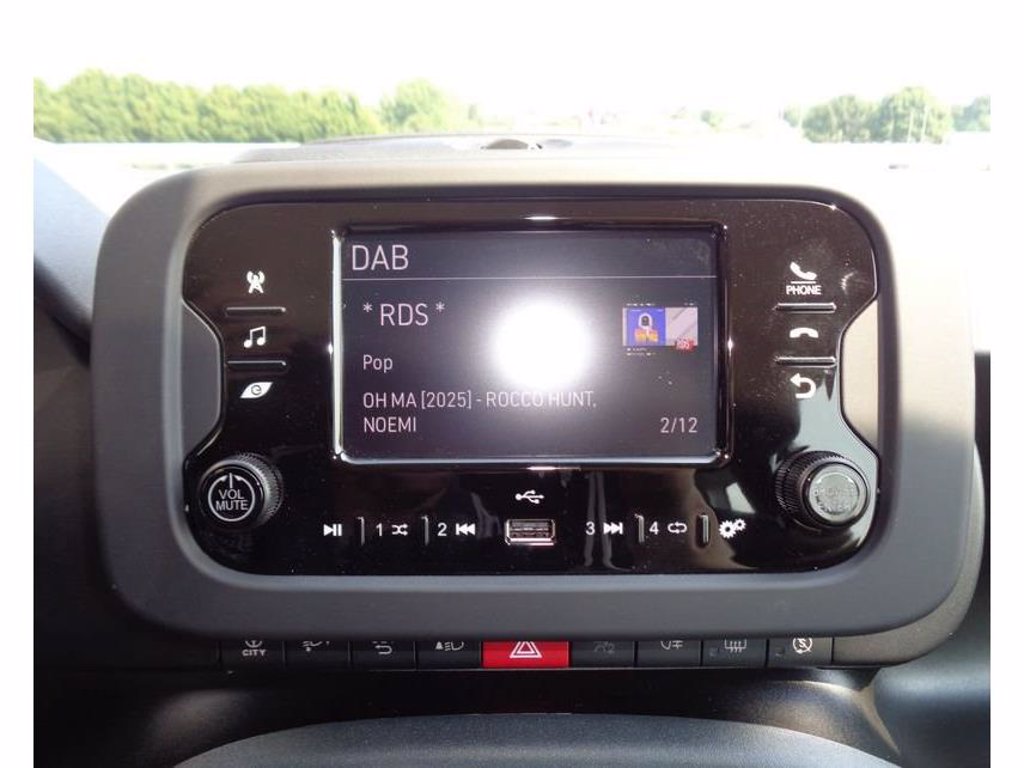 DAB
* RDS *
Pop
OH MA [2025] - ROCCO HUNT,
NOEMI
2/12
PHONE
VOL
MUTE
1
2
3
4
CITY